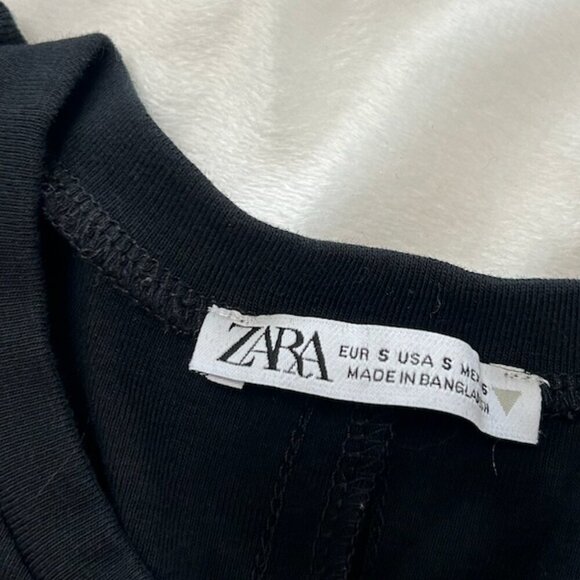 ZARA
EUR S USA S MEX S
MADE IN BANGLADESH